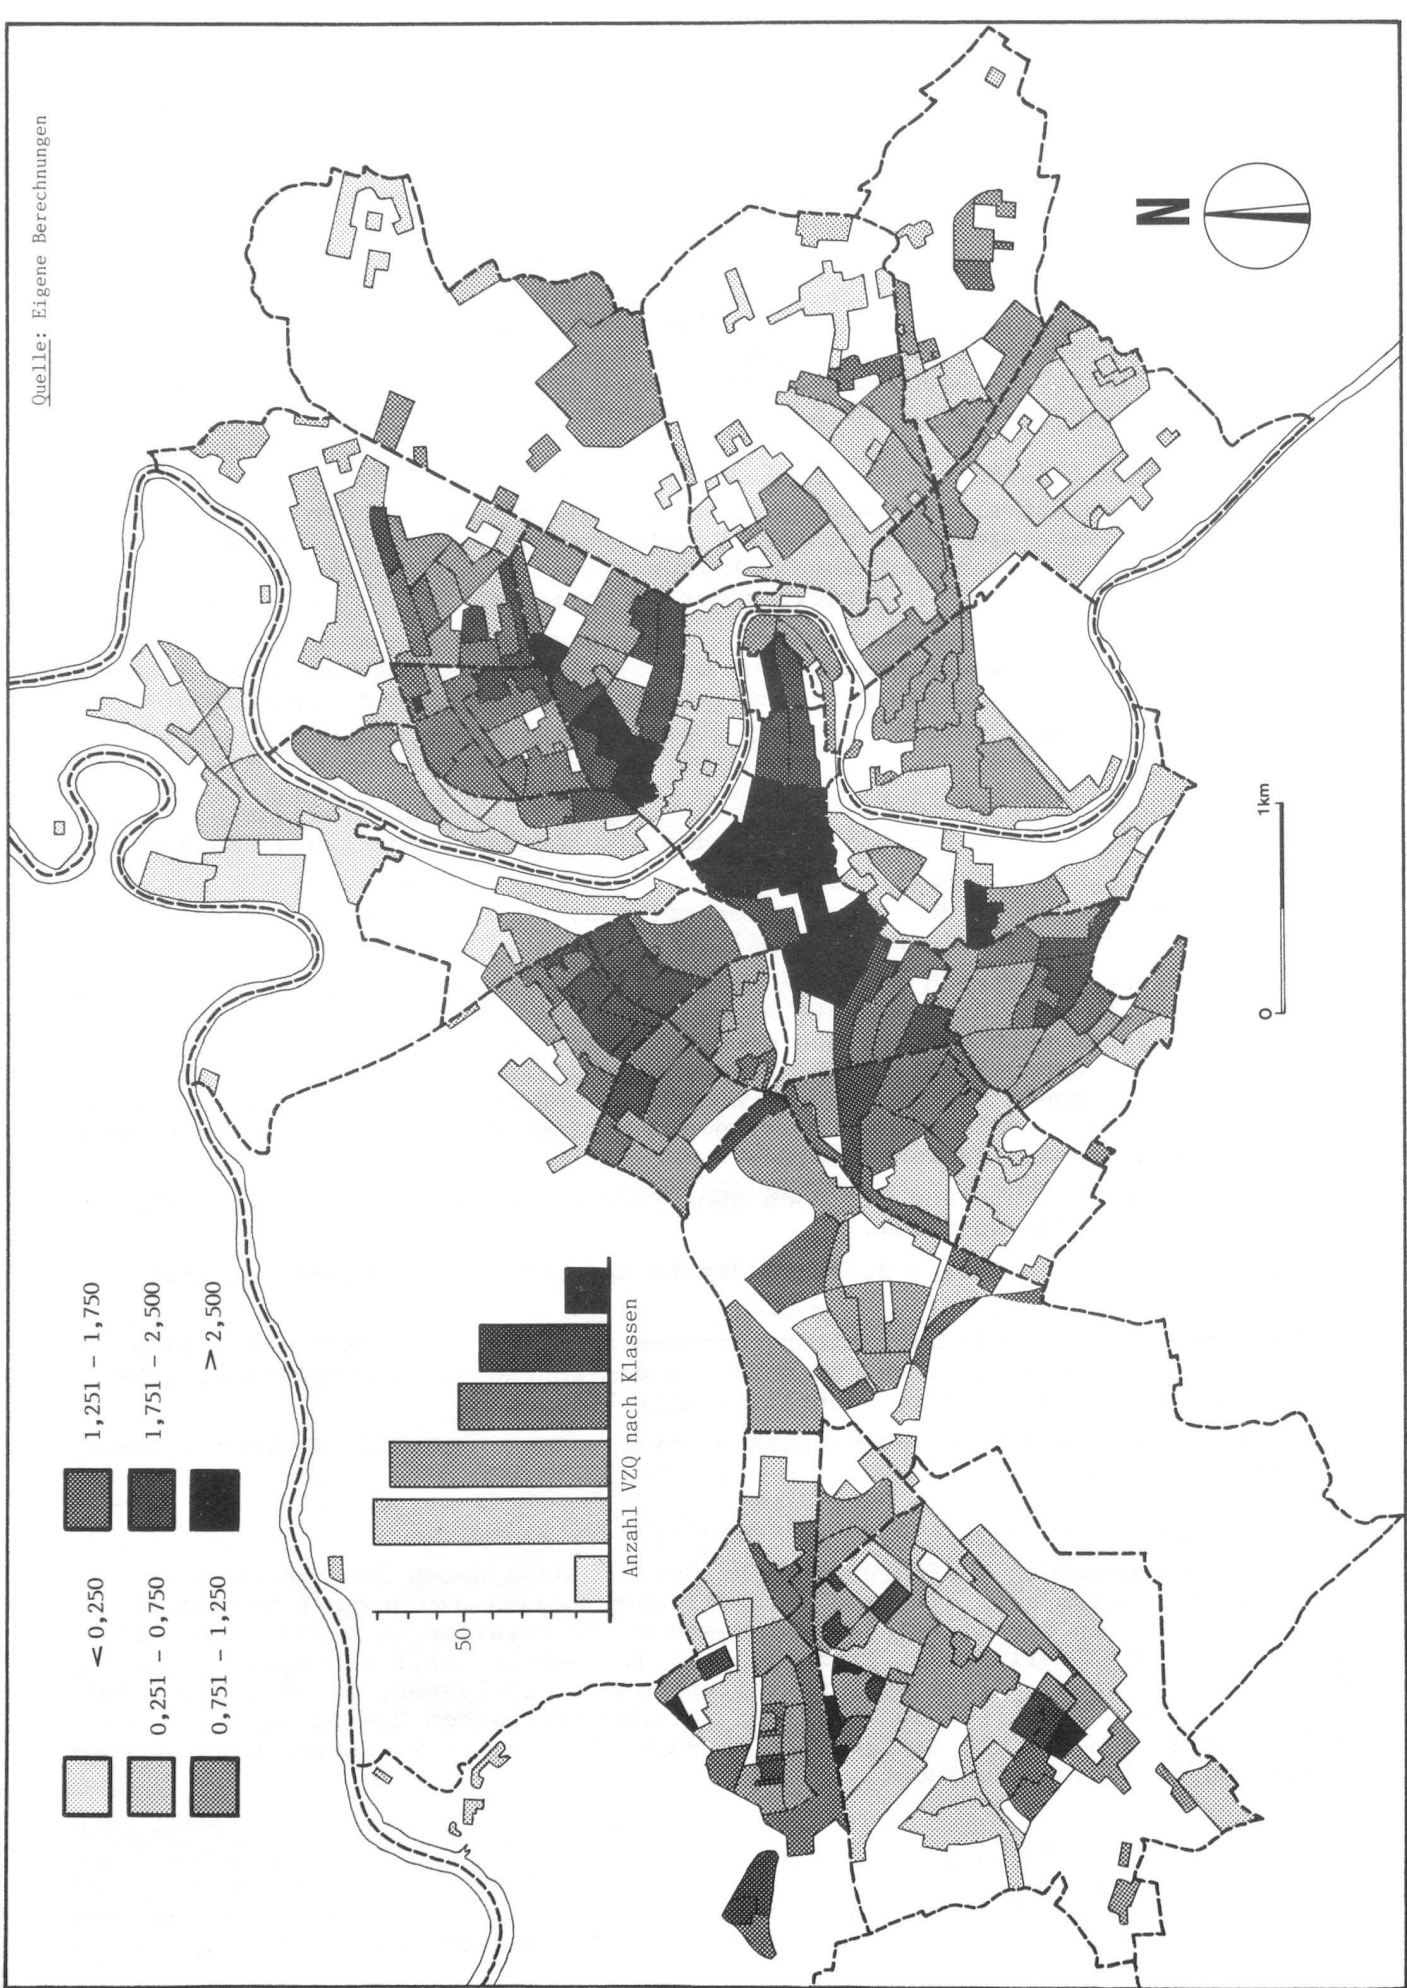 < 0,250
0,251 – 0,750
0,751 – 1,250
1,251 – 1,750
1,751 – 2,500
> 2,500
50
Anzahl VZQ nach Klassen
Quelle: Eigene Berechnungen
N
0
1km